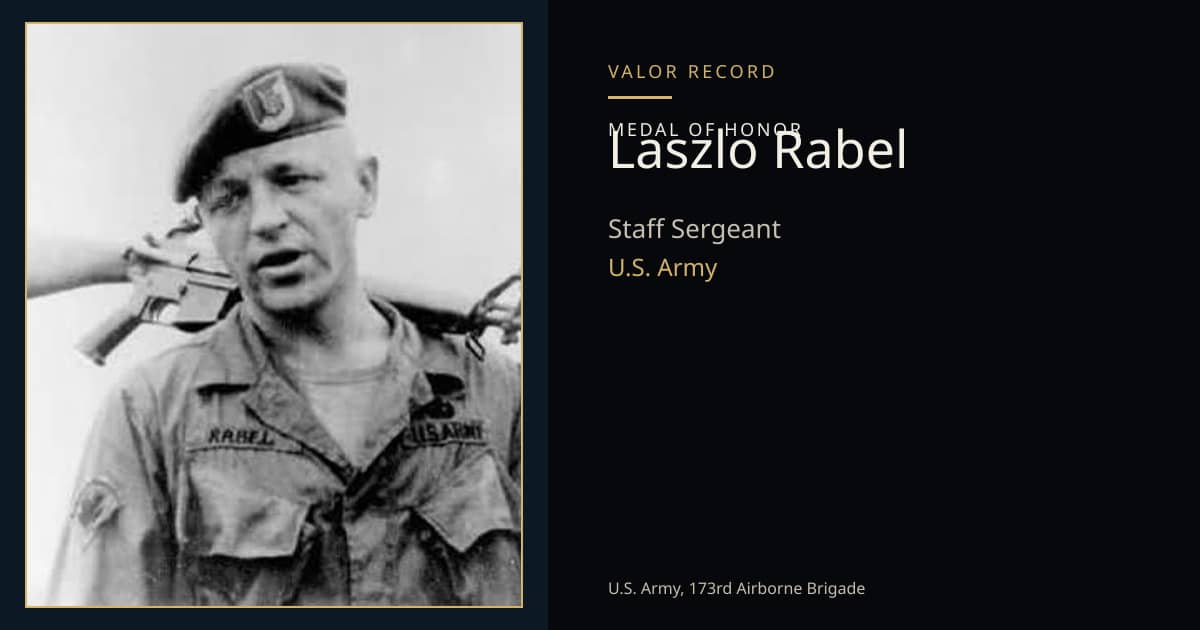 VALOR RECORD
MEDAL OF HONOR
Laszlo Rabel
Staff Sergeant
U.S. Army
RABEL
U.S. ARMY
U.S. Army, 173rd Airborne Brigade